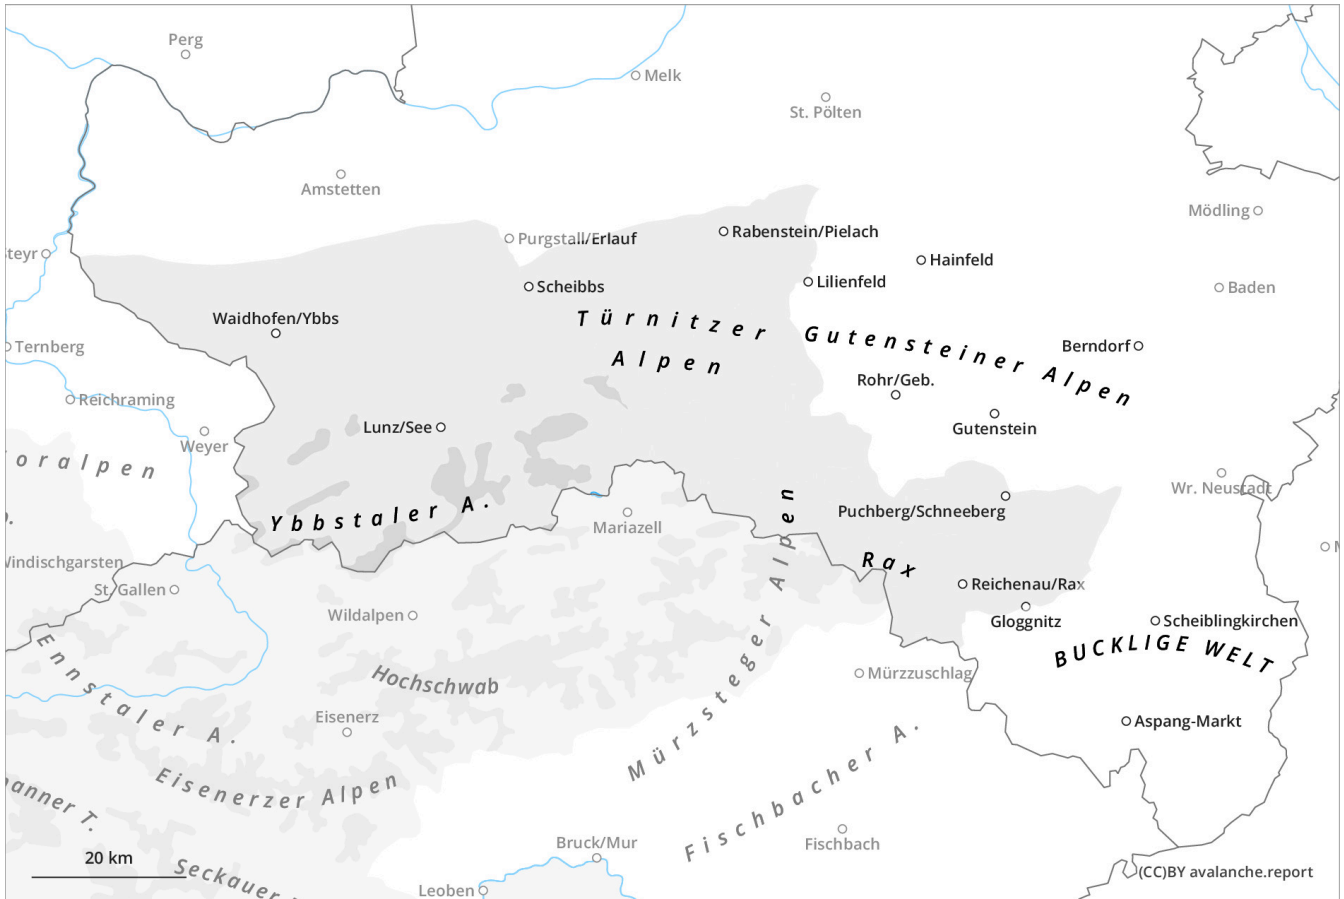 Perg
Melk
St. Pölten
Amstetten
Mödling
Purgstall/Erlauf
Rabenstein/Pielach
Hainfeld
Steyr
Scheibbs
Lilienfeld
Baden
Waidhofen/Ybbs
Türnitzer
Alpen
Gutensteiner Alpen
Ternberg
Berndorf
Rohr/Geb.
Reichraming
Gutenstein
Lunz/See
Weyer
oralpen
Wr. Neustadt
Ybbstaler A.
Puchberg/Schneeberg
Mariazell
Rax
Windischgarsten
St. Gallen
Reichenau/Rax
Wildalpen
Gloggnitz
Scheiblingkirchen
BUCKLIGE WELT
Ennstaler A.
Hochschwab
Mürzsteger Alpen
Mürzzuschlag
Eisenerz
Aspang-Markt
Eisenerzer Alpen
Fischbacher A.
anner T.
Bruck/Mur
Fischbach
20 km
Seckauer
Leoben
(CC)BY avalanche.report